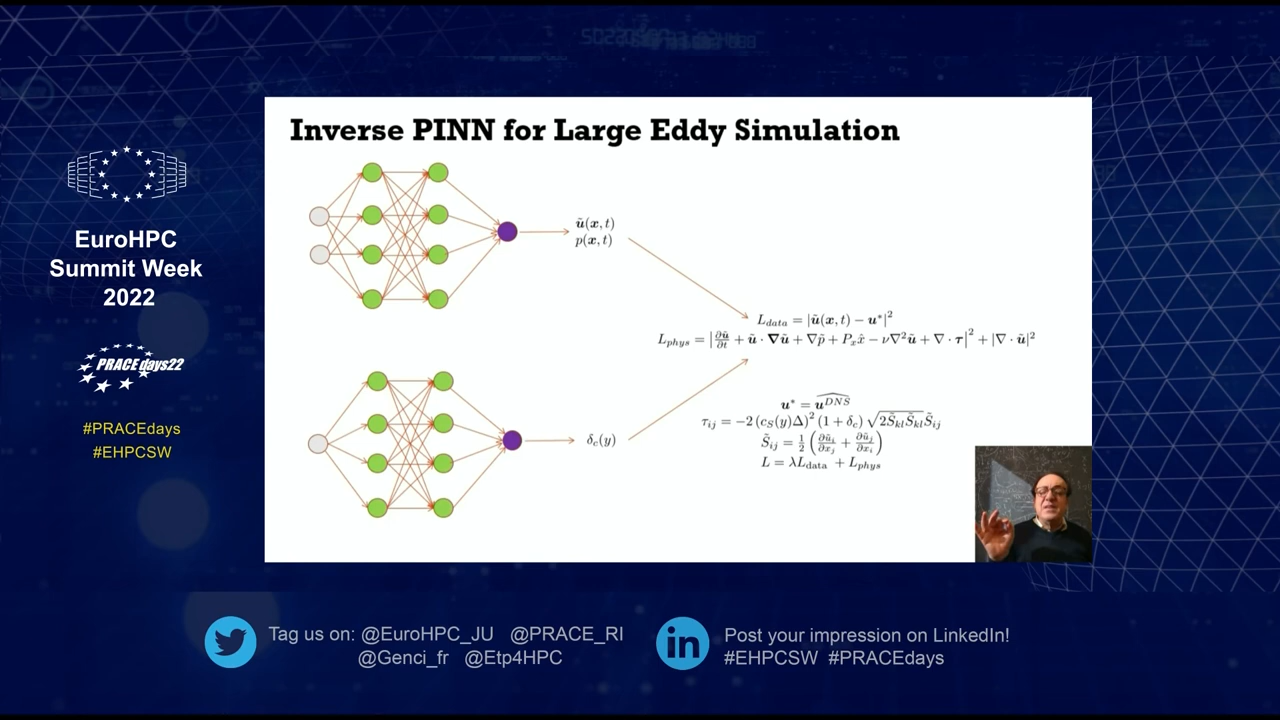 Inverse PINN for Large Eddy Simulation
ũ(x, t)
p(x, t)
L_data = |ũ(x, t) − u*|²
L_phys = |∂ũ/∂t + ũ · ∇ũ + ∇p̃ + P_x x̂ − ν∇²ũ + ∇ · τ|² + |∇ · ũ|²
δ_c(y)
u* = \widehat{u^{DNS}}
τ_ij = −2 (c_S(y)Δ)² (1 + δ_c) √(2S̃_kl S̃_kl) S̃_ij
S̃_ij = 1/2 (∂ũ_i/∂x_j + ∂ũ_j/∂x_i)
L = λL_data + L_phys
EuroHPC
Summit Week
2022
PRACEdays22
#PRACEdays
#EHPCSW
Tag us on: @EuroHPC_JU @PRACE_RI
@Genci_fr @Etp4HPC
in
Post your impression on LinkedIn!
#EHPCSW #PRACEdays